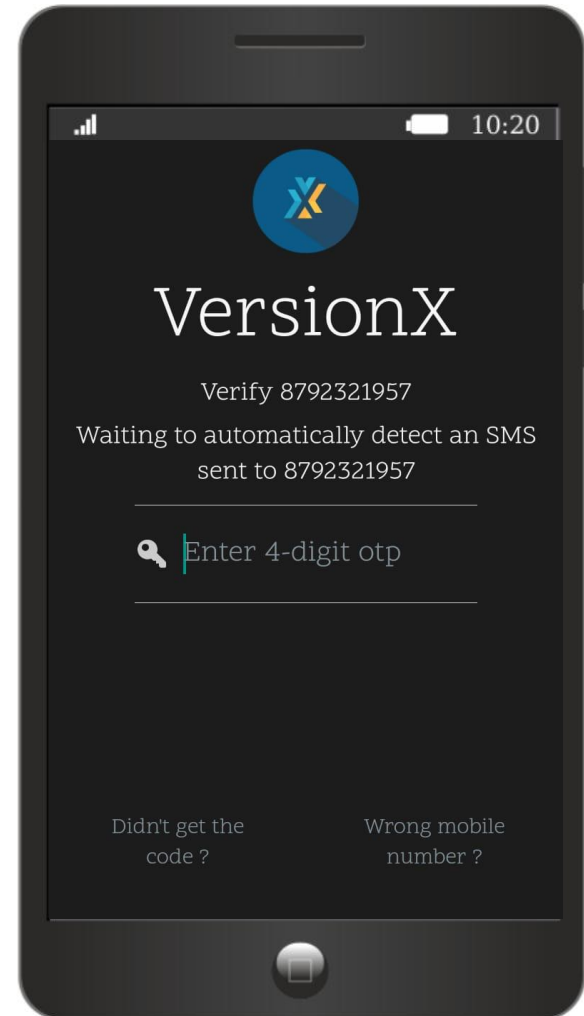 10:20
VersionX
Verify 8792321957
Waiting to automatically detect an SMS
sent to 8792321957
Enter 4-digit otp
Didn't get the
code ?
Wrong mobile
number ?